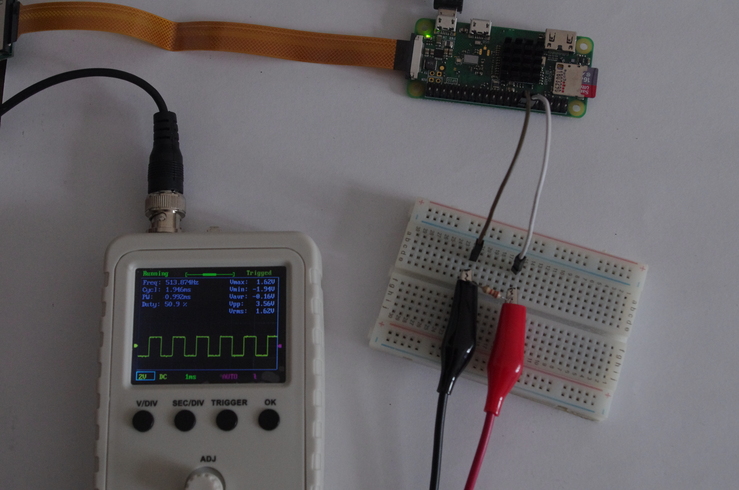 Running Trigged
Freq: 513.874Hz Vmax: 1.62V
Cycl: 1.946ms Vmin: -1.94V
PW: 0.992ms Vavr: -0.16V
Duty: 50.9 % Vpp: 3.56V
Vrms: 1.62V
2V DC 1ms
V/DIV SEC/DIV TRIGGER OK
ADJ